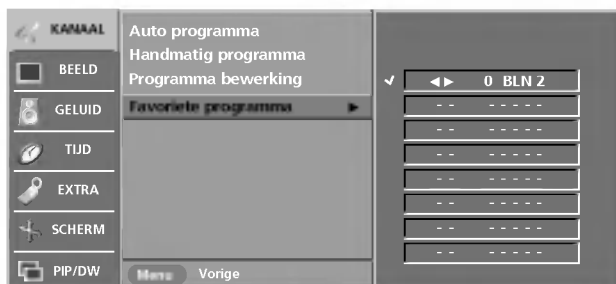 KANAAL
BEELD
GELUID
TIJD
EXTRA
SCHERM
PIP/DW
Auto programma
Handmatig programma
Programma bewerking
Favoriete programma ►
Menu Vorige
✓ ◄► 0 BLN 2
- - - - - - -
- - - - - - -
- - - - - - -
- - - - - - -
- - - - - - -
- - - - - - -
- - - - - - -